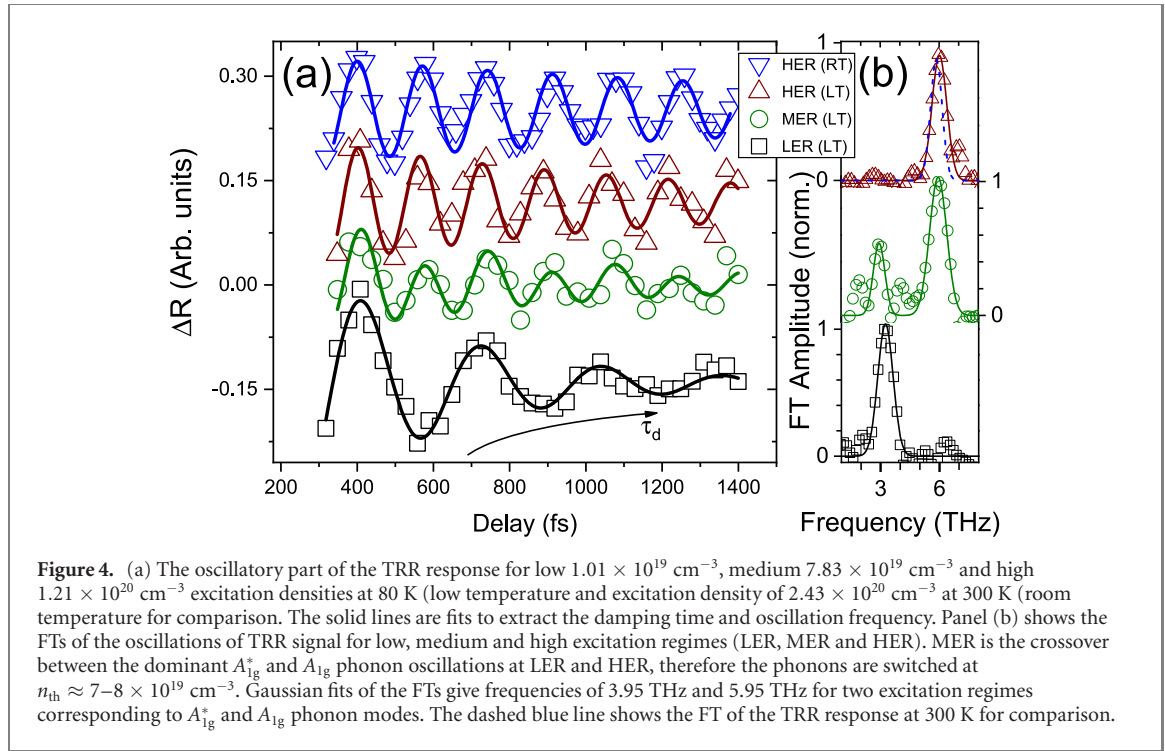 (a)
(b)
HER (RT)
HER (LT)
MER (LT)
LER (LT)
ΔR (Arb. units)
0.30
0.15
0.00
-0.15
τd
200 400 600 800 1000 1200 1400
Delay (fs)
FT Amplitude (norm.)
1
0
1
0
1
0
3 6
Frequency (THz)
Figure 4. (a) The oscillatory part of the TRR response for low 1.01 × 10¹⁹ cm⁻³, medium 7.83 × 10¹⁹ cm⁻³ and high
1.21 × 10²⁰ cm⁻³ excitation densities at 80 K (low temperature and excitation density of 2.43 × 10²⁰ cm⁻³ at 300 K (room
temperature for comparison. The solid lines are fits to extract the damping time and oscillation frequency. Panel (b) shows the
FTs of the oscillations of TRR signal for low, medium and high excitation regimes (LER, MER and HER). MER is the crossover
between the dominant A*1g and A1g phonon oscillations at LER and HER, therefore the phonons are switched at
nth ≈ 7–8 × 10¹⁹ cm⁻³. Gaussian fits of the FTs give frequencies of 3.95 THz and 5.95 THz for two excitation regimes
corresponding to A*1g and A1g phonon modes. The dashed blue line shows the FT of the TRR response at 300 K for comparison.